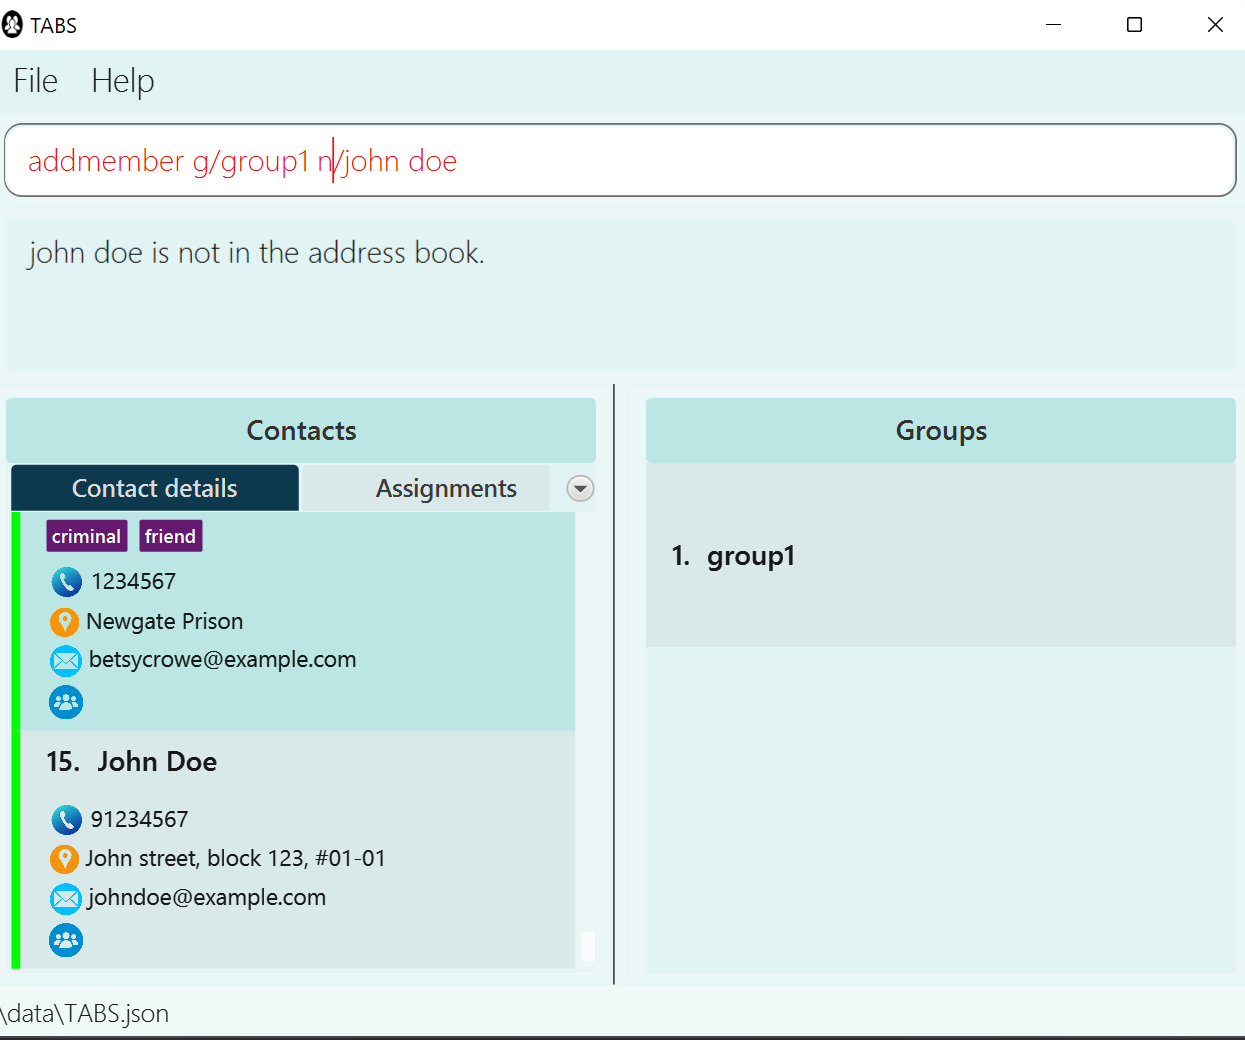 TABS
File Help
addmember g/group1 n/john doe
john doe is not in the address book.
Contacts
Contact details Assignments
criminal friend
1234567
Newgate Prison
betsycrowe@example.com
15. John Doe
91234567
John street, block 123, #01-01
johndoe@example.com
Groups
1. group1
\data\TABS.json